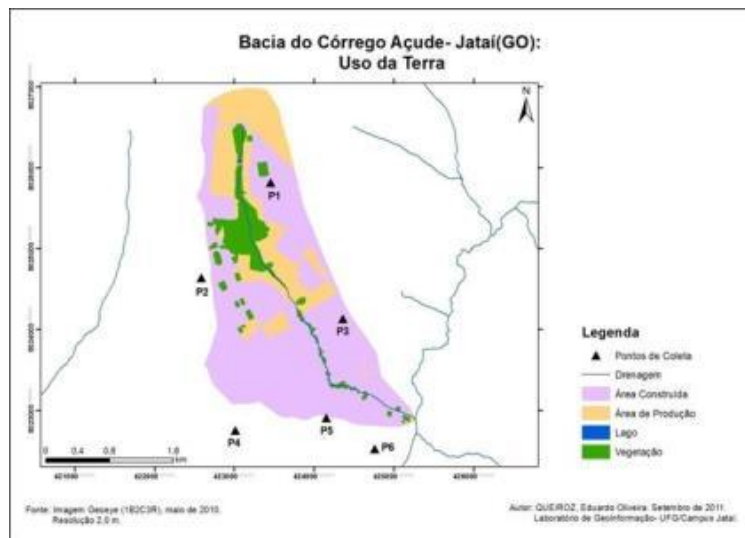 Bacia do Córrego Açude- Jataí(GO):
Uso da Terra
N
P1
P2
P3
P4
P5
P6
0 0,4 0,8 1,6
km
Legenda
Pontos de Coleta
Drenagem
Área Construída
Área de Produção
Lago
Vegetação
Fonte: Imagem Geoeye (1B2C3R), maio de 2010.
Resolução 2,0 m.
Autor: QUEIROZ, Eduardo Oliveira. Setembro de 2011.
Laboratório de Geoinformação- UFG/Campus Jataí.